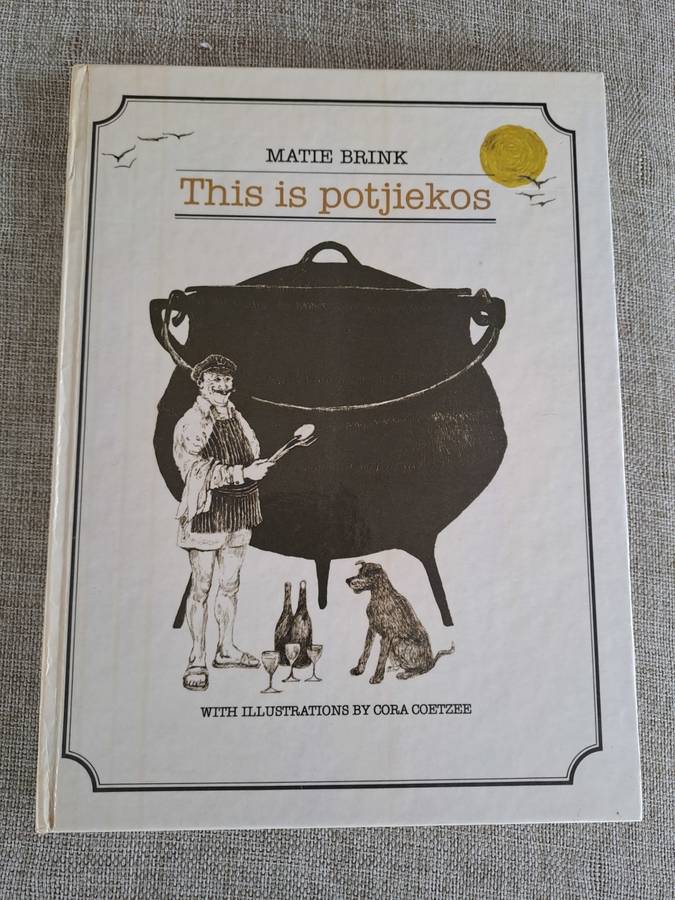 MATIE BRINK
This is potjiekos
WITH ILLUSTRATIONS BY CORA COETZEE